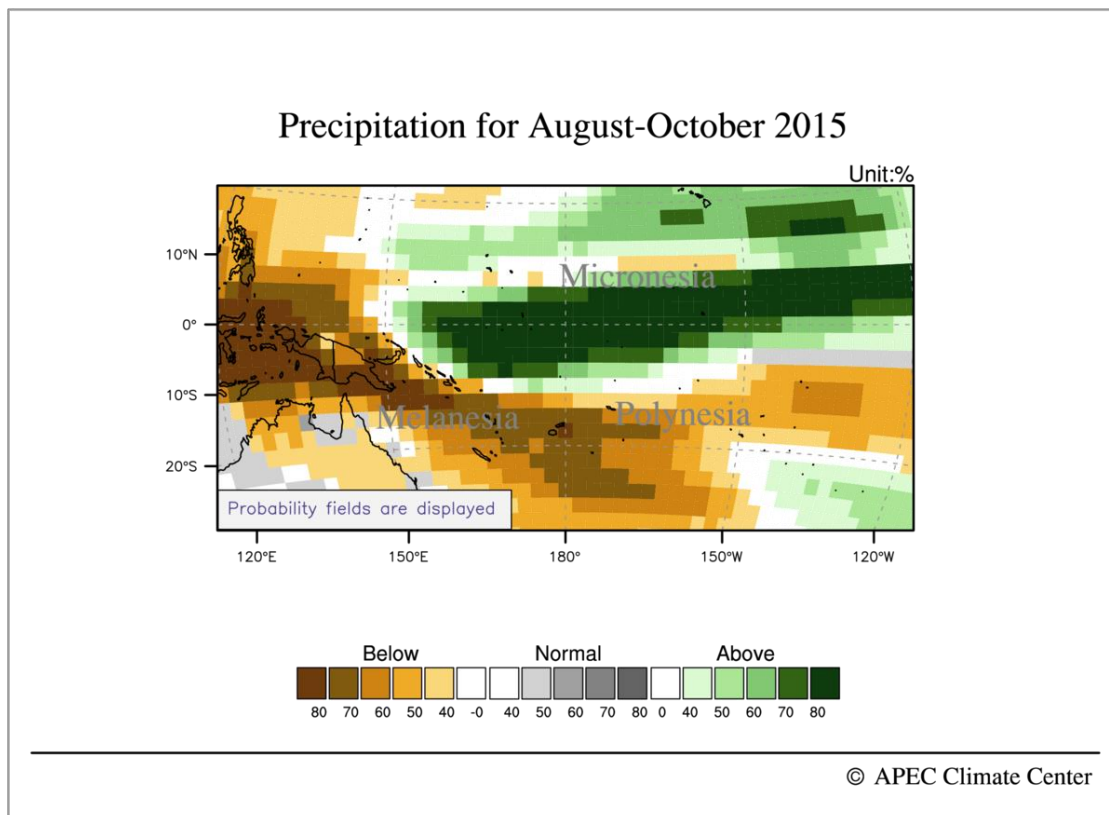 Precipitation for August-October 2015
Unit:%
10°N
0°
10°S
20°S
Micronesia
Melanesia
Polynesia
Probability fields are displayed
120°E 150°E 180° 150°W 120°W
Below Normal Above
80 70 60 50 40 -0 40 50 60 70 80 0 40 50 60 70 80
© APEC Climate Center